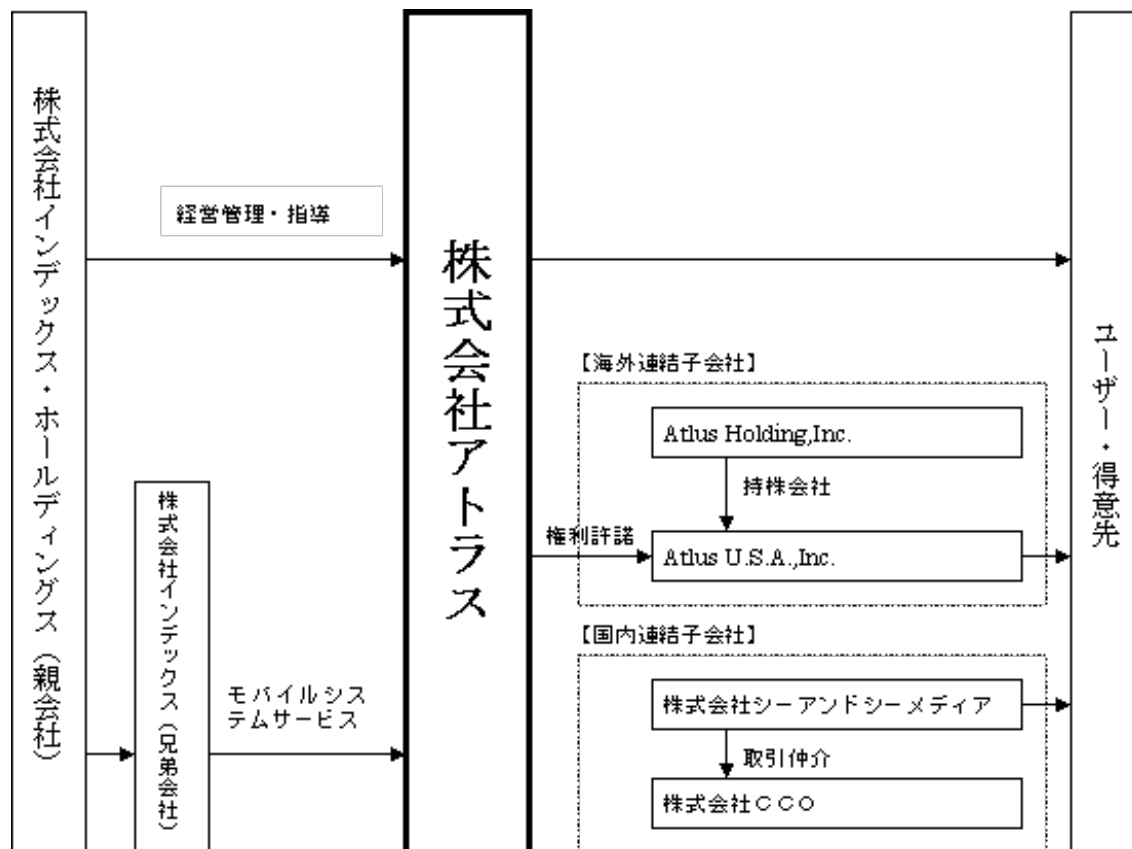 株式会社インデックス・ホールディングス（親会社）
経営管理・指導
株式会社インデックス（兄弟会社）
モバイルシス
テムサービス
株式会社アトラス
【海外連結子会社】
Atlus Holding,Inc.
持株会社
権利許諾
Atlus U.S.A.,Inc.
【国内連結子会社】
株式会社シーアンドシーメディア
取引仲介
株式会社ＣＣＯ
ユーザー・得意先